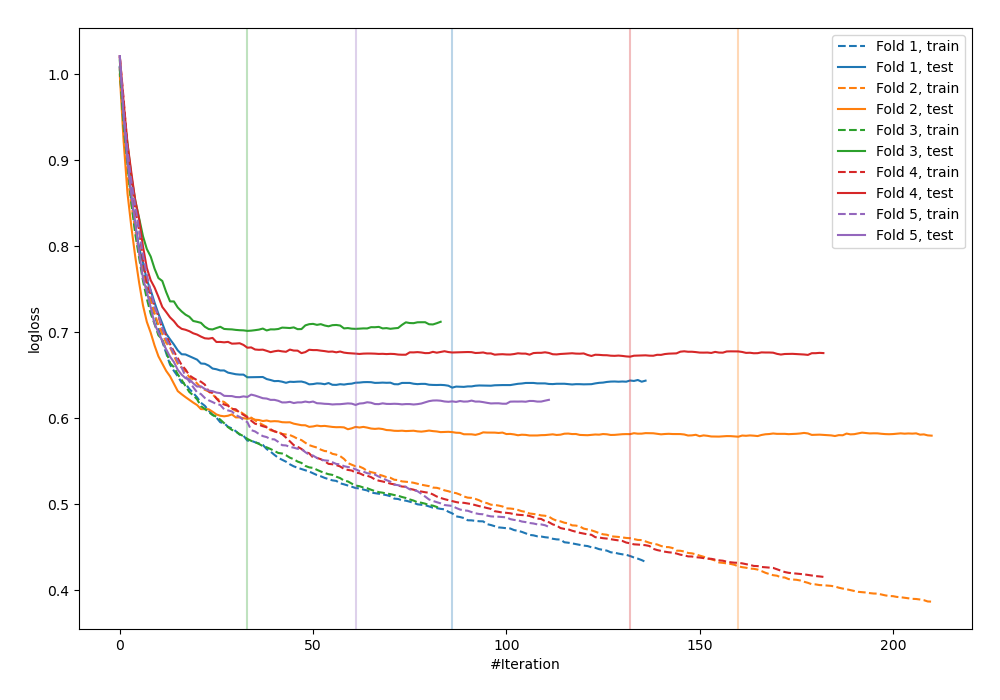 Fold 1, train
Fold 1, test
Fold 2, train
Fold 2, test
Fold 3, train
Fold 3, test
Fold 4, train
Fold 4, test
Fold 5, train
Fold 5, test
logloss
1.0
0.9
0.8
0.7
0.6
0.5
0.4
0 50 100 150 200
#Iteration